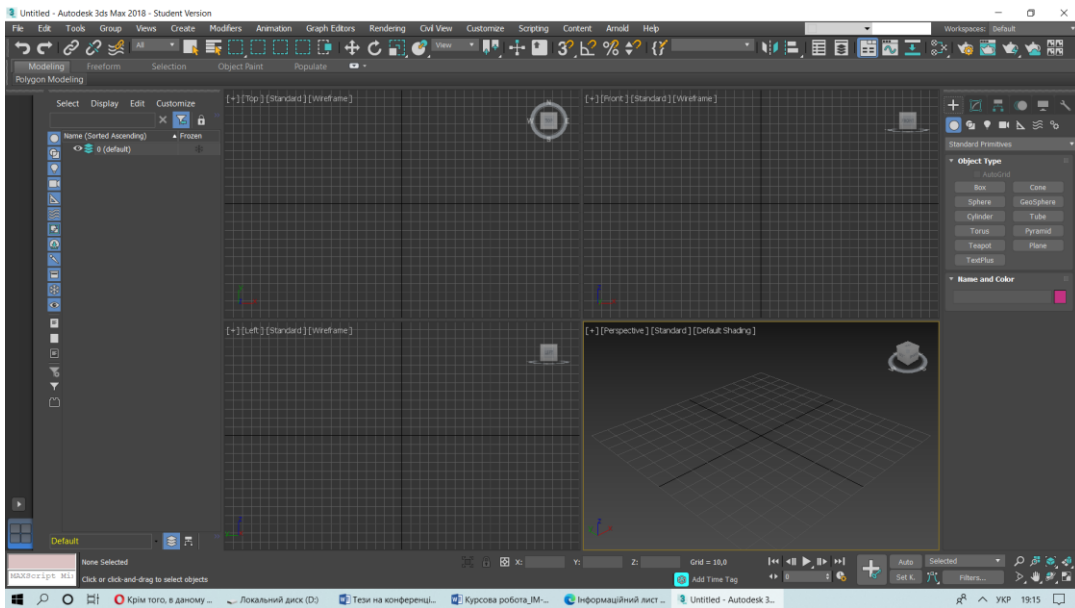 Untitled - Autodesk 3ds Max 2018 - Student Version
File Edit Tools Group Views Create Modifiers Animation Graph Editors Rendering Civil View Customize Scripting Content Arnold Help Workspaces: Default
All View
Modeling Freeform Selection Object Paint Populate
Polygon Modeling
Select Display Edit Customize
Name (Sorted Ascending) Frozen
0 (default)
[+] [Top] [Standard] [Wireframe]
[+] [Front] [Standard] [Wireframe]
[+] [Left] [Standard] [Wireframe]
[+] [Perspective] [Standard] [Default Shading]
Standard Primitives
Object Type
AutoGrid
Box Cone
Sphere GeoSphere
Cylinder Tube
Torus Pyramid
Teapot Plane
TextPlus
Name and Color
Default
None Selected X: Y: Z: Grid = 10,0 Auto Selected
MAXScript Mi Click or click-and-drag to select objects Add Time Tag 0 Set K. Filters...
Крім того, в даному ... Локальний диск (D:) Тези на конференці... Курсова робота_ІМ-... Інформаційний лист ... Untitled - Autodesk 3... УКР 19:15